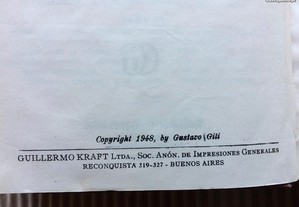 Copyright 1948, by Gustavo Gili
GUILLERMO KRAFT LTDA., SOC. ANÓN. DE IMPRESIONES GENERALES
RECONQUISTA 319-327 - BUENOS AIRES